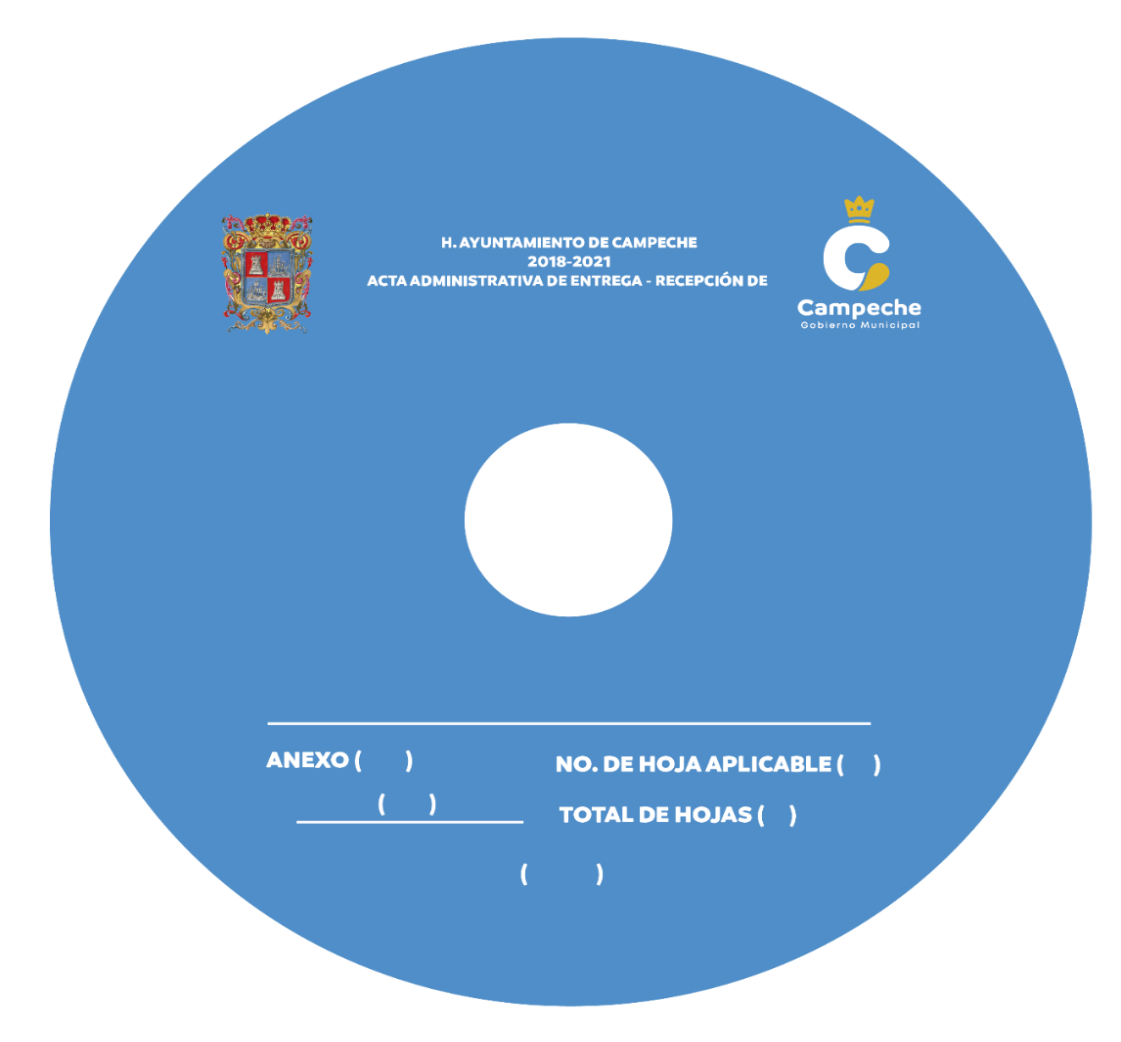 H. AYUNTAMIENTO DE CAMPECHE
2018-2021
ACTA ADMINISTRATIVA DE ENTREGA - RECEPCIÓN DE
Campeche
Gobierno Municipal
ANEXO (     )
NO. DE HOJA APLICABLE (   )
(     )
TOTAL DE HOJAS (   )
(       )